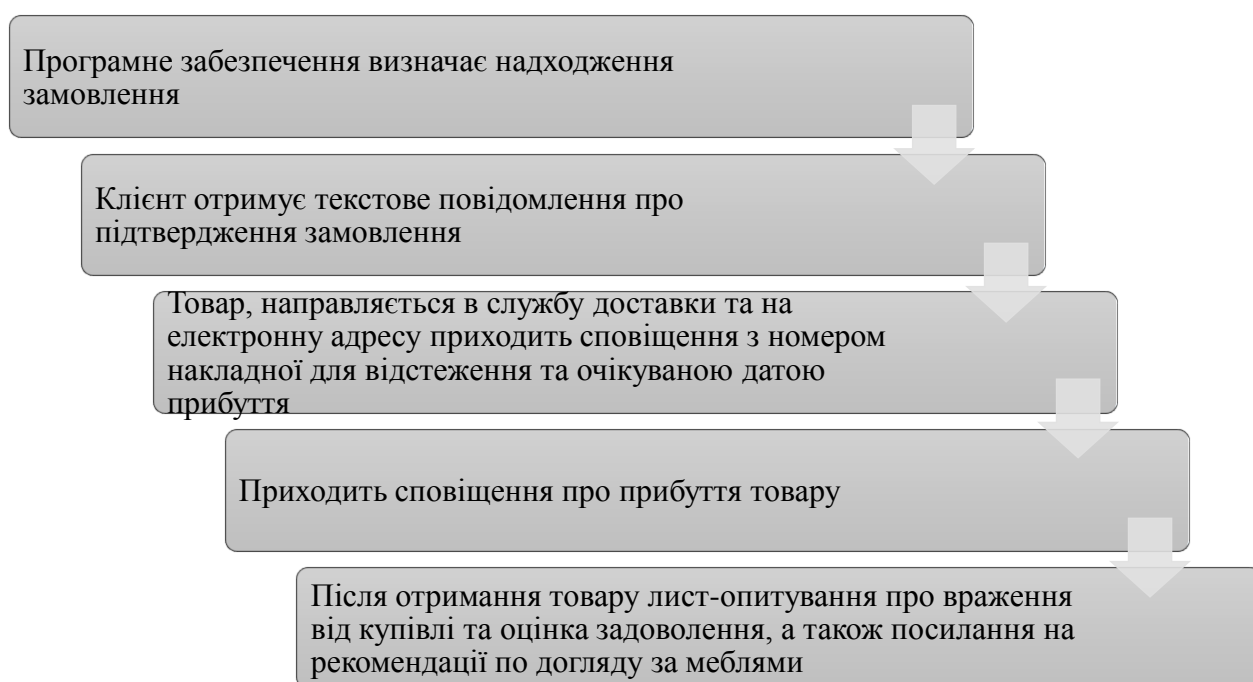 Програмне забезпечення визначає надходження
замовлення
Клієнт отримує текстове повідомлення про
підтвердження замовлення
Товар, направляється в службу доставки та на
електронну адресу приходить сповіщення з номером
накладної для відстеження та очікуваною датою
прибуття
Приходить сповіщення про прибуття товару
Після отримання товару лист-опитування про враження
від купівлі та оцінка задоволення, а також посилання на
рекомендації по догляду за меблями